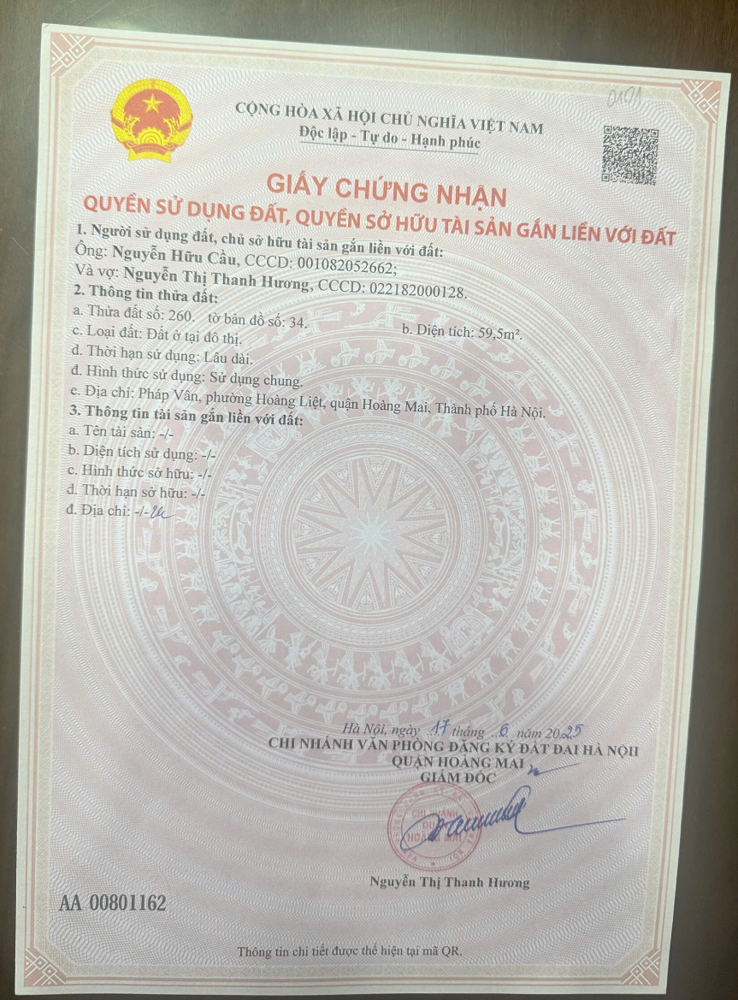 0101
CỘNG HÒA XÃ HỘI CHỦ NGHĨA VIỆT NAM
Độc lập - Tự do - Hạnh phúc
GIẤY CHỨNG NHẬN
QUYỀN SỬ DỤNG ĐẤT, QUYỀN SỞ HỮU TÀI SẢN GẮN LIỀN VỚI ĐẤT
1. Người sử dụng đất, chủ sở hữu tài sản gắn liền với đất:
Ông: Nguyễn Hữu Cầu, CCCD: 001082052662;
Và vợ: Nguyễn Thị Thanh Hương, CCCD: 022182000128.
2. Thông tin thửa đất:
a. Thửa đất số: 260. tờ bản đồ số: 34. b. Diện tích: 59,5m².
c. Loại đất: Đất ở tại đô thị.
d. Thời hạn sử dụng: Lâu dài.
đ. Hình thức sử dụng: Sử dụng chung.
e. Địa chỉ: Pháp Vân, phường Hoàng Liệt, quận Hoàng Mai, Thành phố Hà Nội.
3. Thông tin tài sản gắn liền với đất:
a. Tên tài sản: -/-
b. Diện tích sử dụng: -/-
c. Hình thức sở hữu: -/-
d. Thời hạn sở hữu: -/-
đ. Địa chỉ: -/-
Hà Nội, ngày 17 tháng 6 năm 2025
CHI NHÁNH VĂN PHÒNG ĐĂNG KÝ ĐẤT ĐAI HÀ NỘI
QUẬN HOÀNG MAI
GIÁM ĐỐC
CHI NHÁNH
QUẬN
HOÀNG MAI
Nguyễn Thị Thanh Hương
AA 00801162
Thông tin chi tiết được thể hiện tại mã QR.